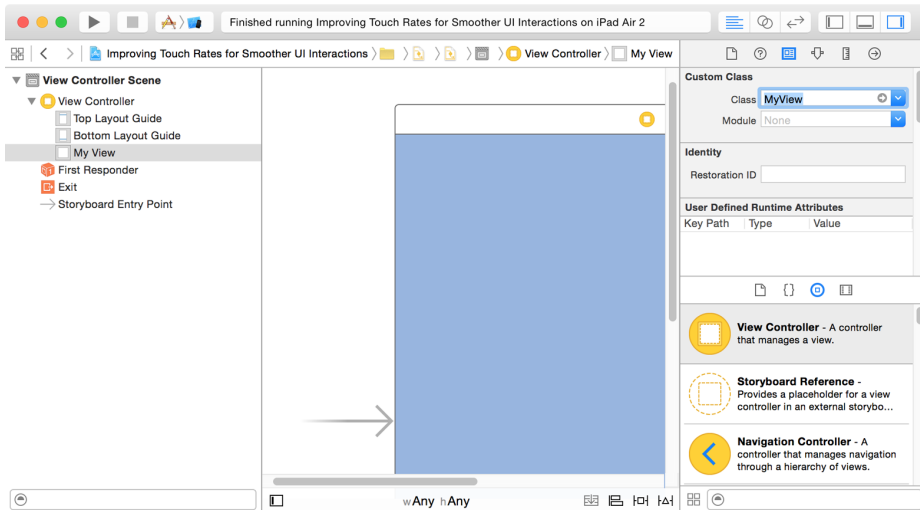 Finished running Improving Touch Rates for Smoother UI Interactions on iPad Air 2
Improving Touch Rates for Smoother UI Interactions
View Controller
My View
View Controller Scene
View Controller
Top Layout Guide
Bottom Layout Guide
My View
First Responder
Exit
Storyboard Entry Point
wAny hAny
Custom Class
Class MyView
Module None
Identity
Restoration ID
User Defined Runtime Attributes
Key Path Type Value
View Controller - A controller
that manages a view.
Storyboard Reference -
Provides a placeholder for a view
controller in an external storybo...
Navigation Controller - A
controller that manages navigation
through a hierarchy of views.